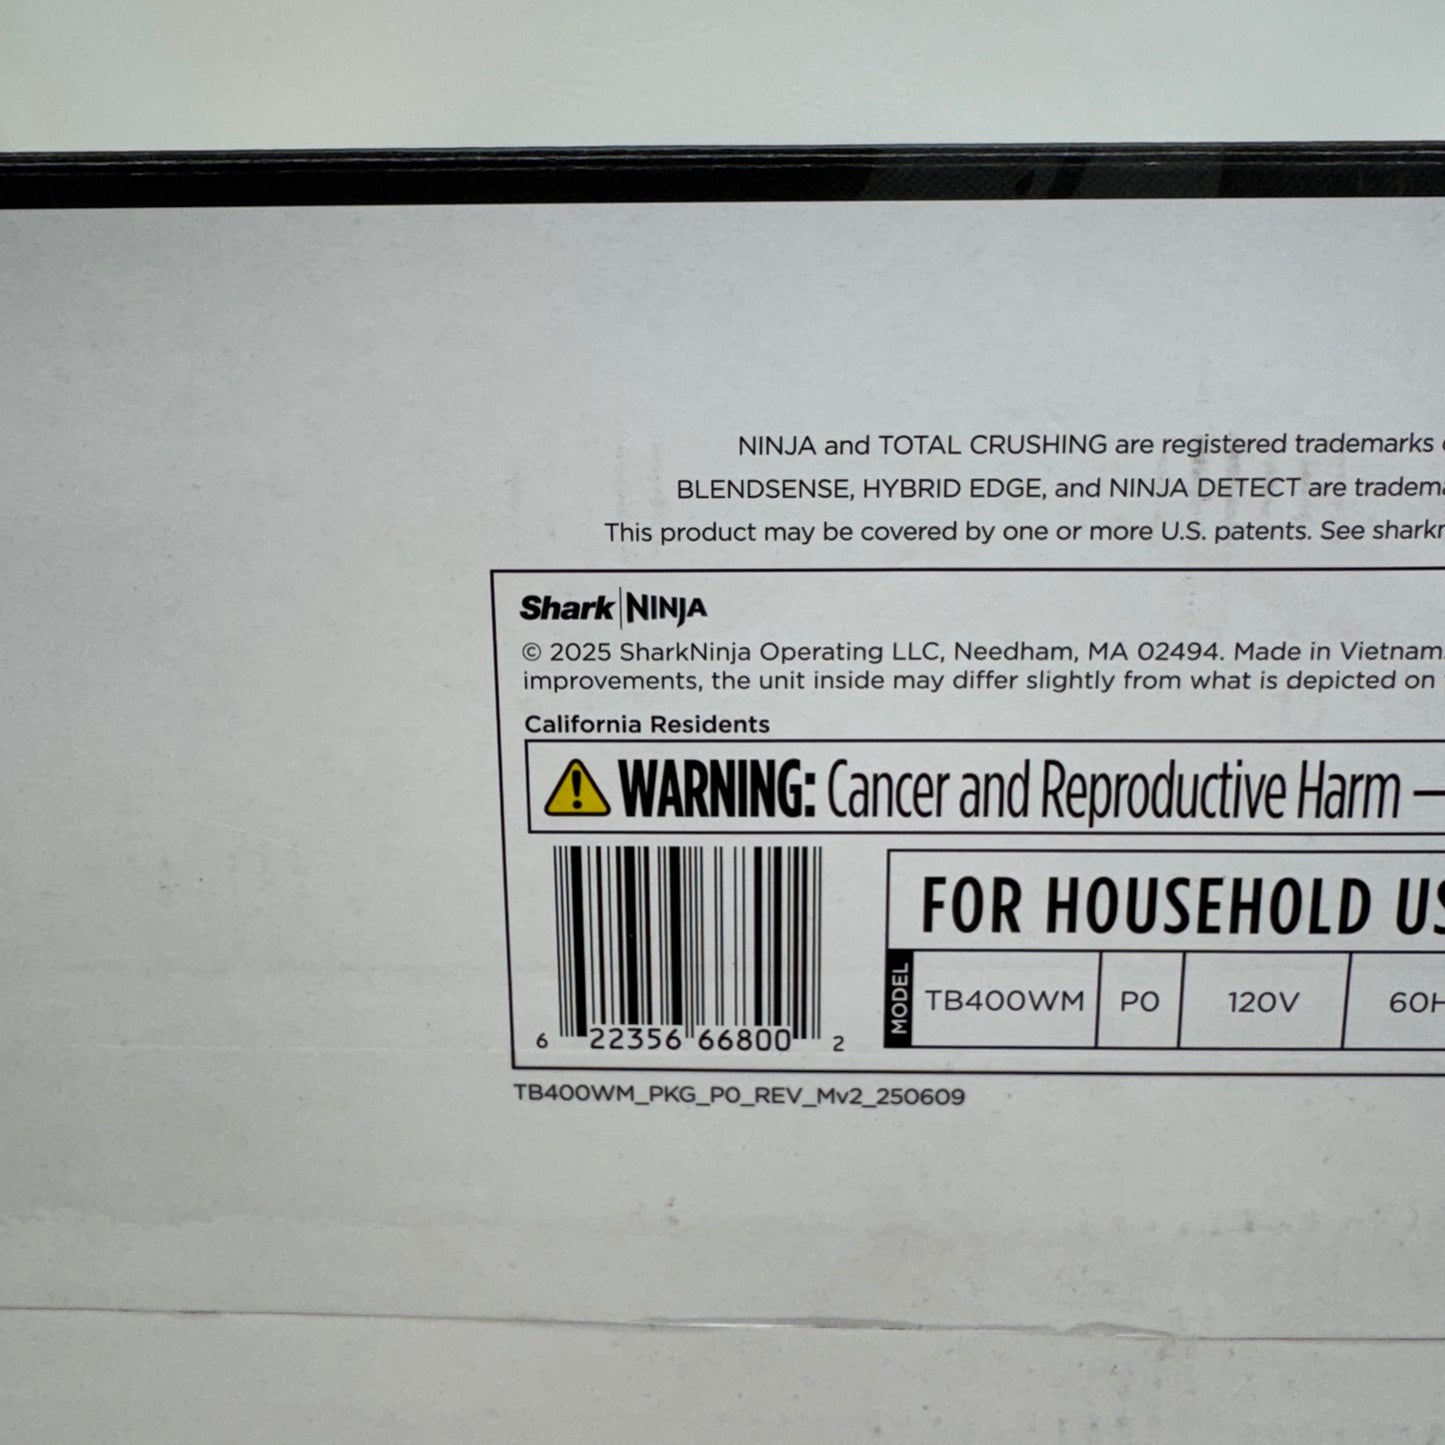 NINJA and TOTAL CRUSHING are registered trademarks
BLENDSENSE, HYBRID EDGE, and NINJA DETECT are
This product may be covered by one or more U.S. patents. See
Shark NINJA
© 2025 SharkNinja Operating LLC, Needham, MA 02494. Made in Vietnam.
improvements, the unit inside may differ slightly from what is depicted on
California Residents
WARNING: Cancer and Reproductive Harm —
FOR HOUSEHOLD
MODEL TB400WM P0 120V
6 22356 66800 2
TB400WM_PKG_P0_REV_Mv2_250609